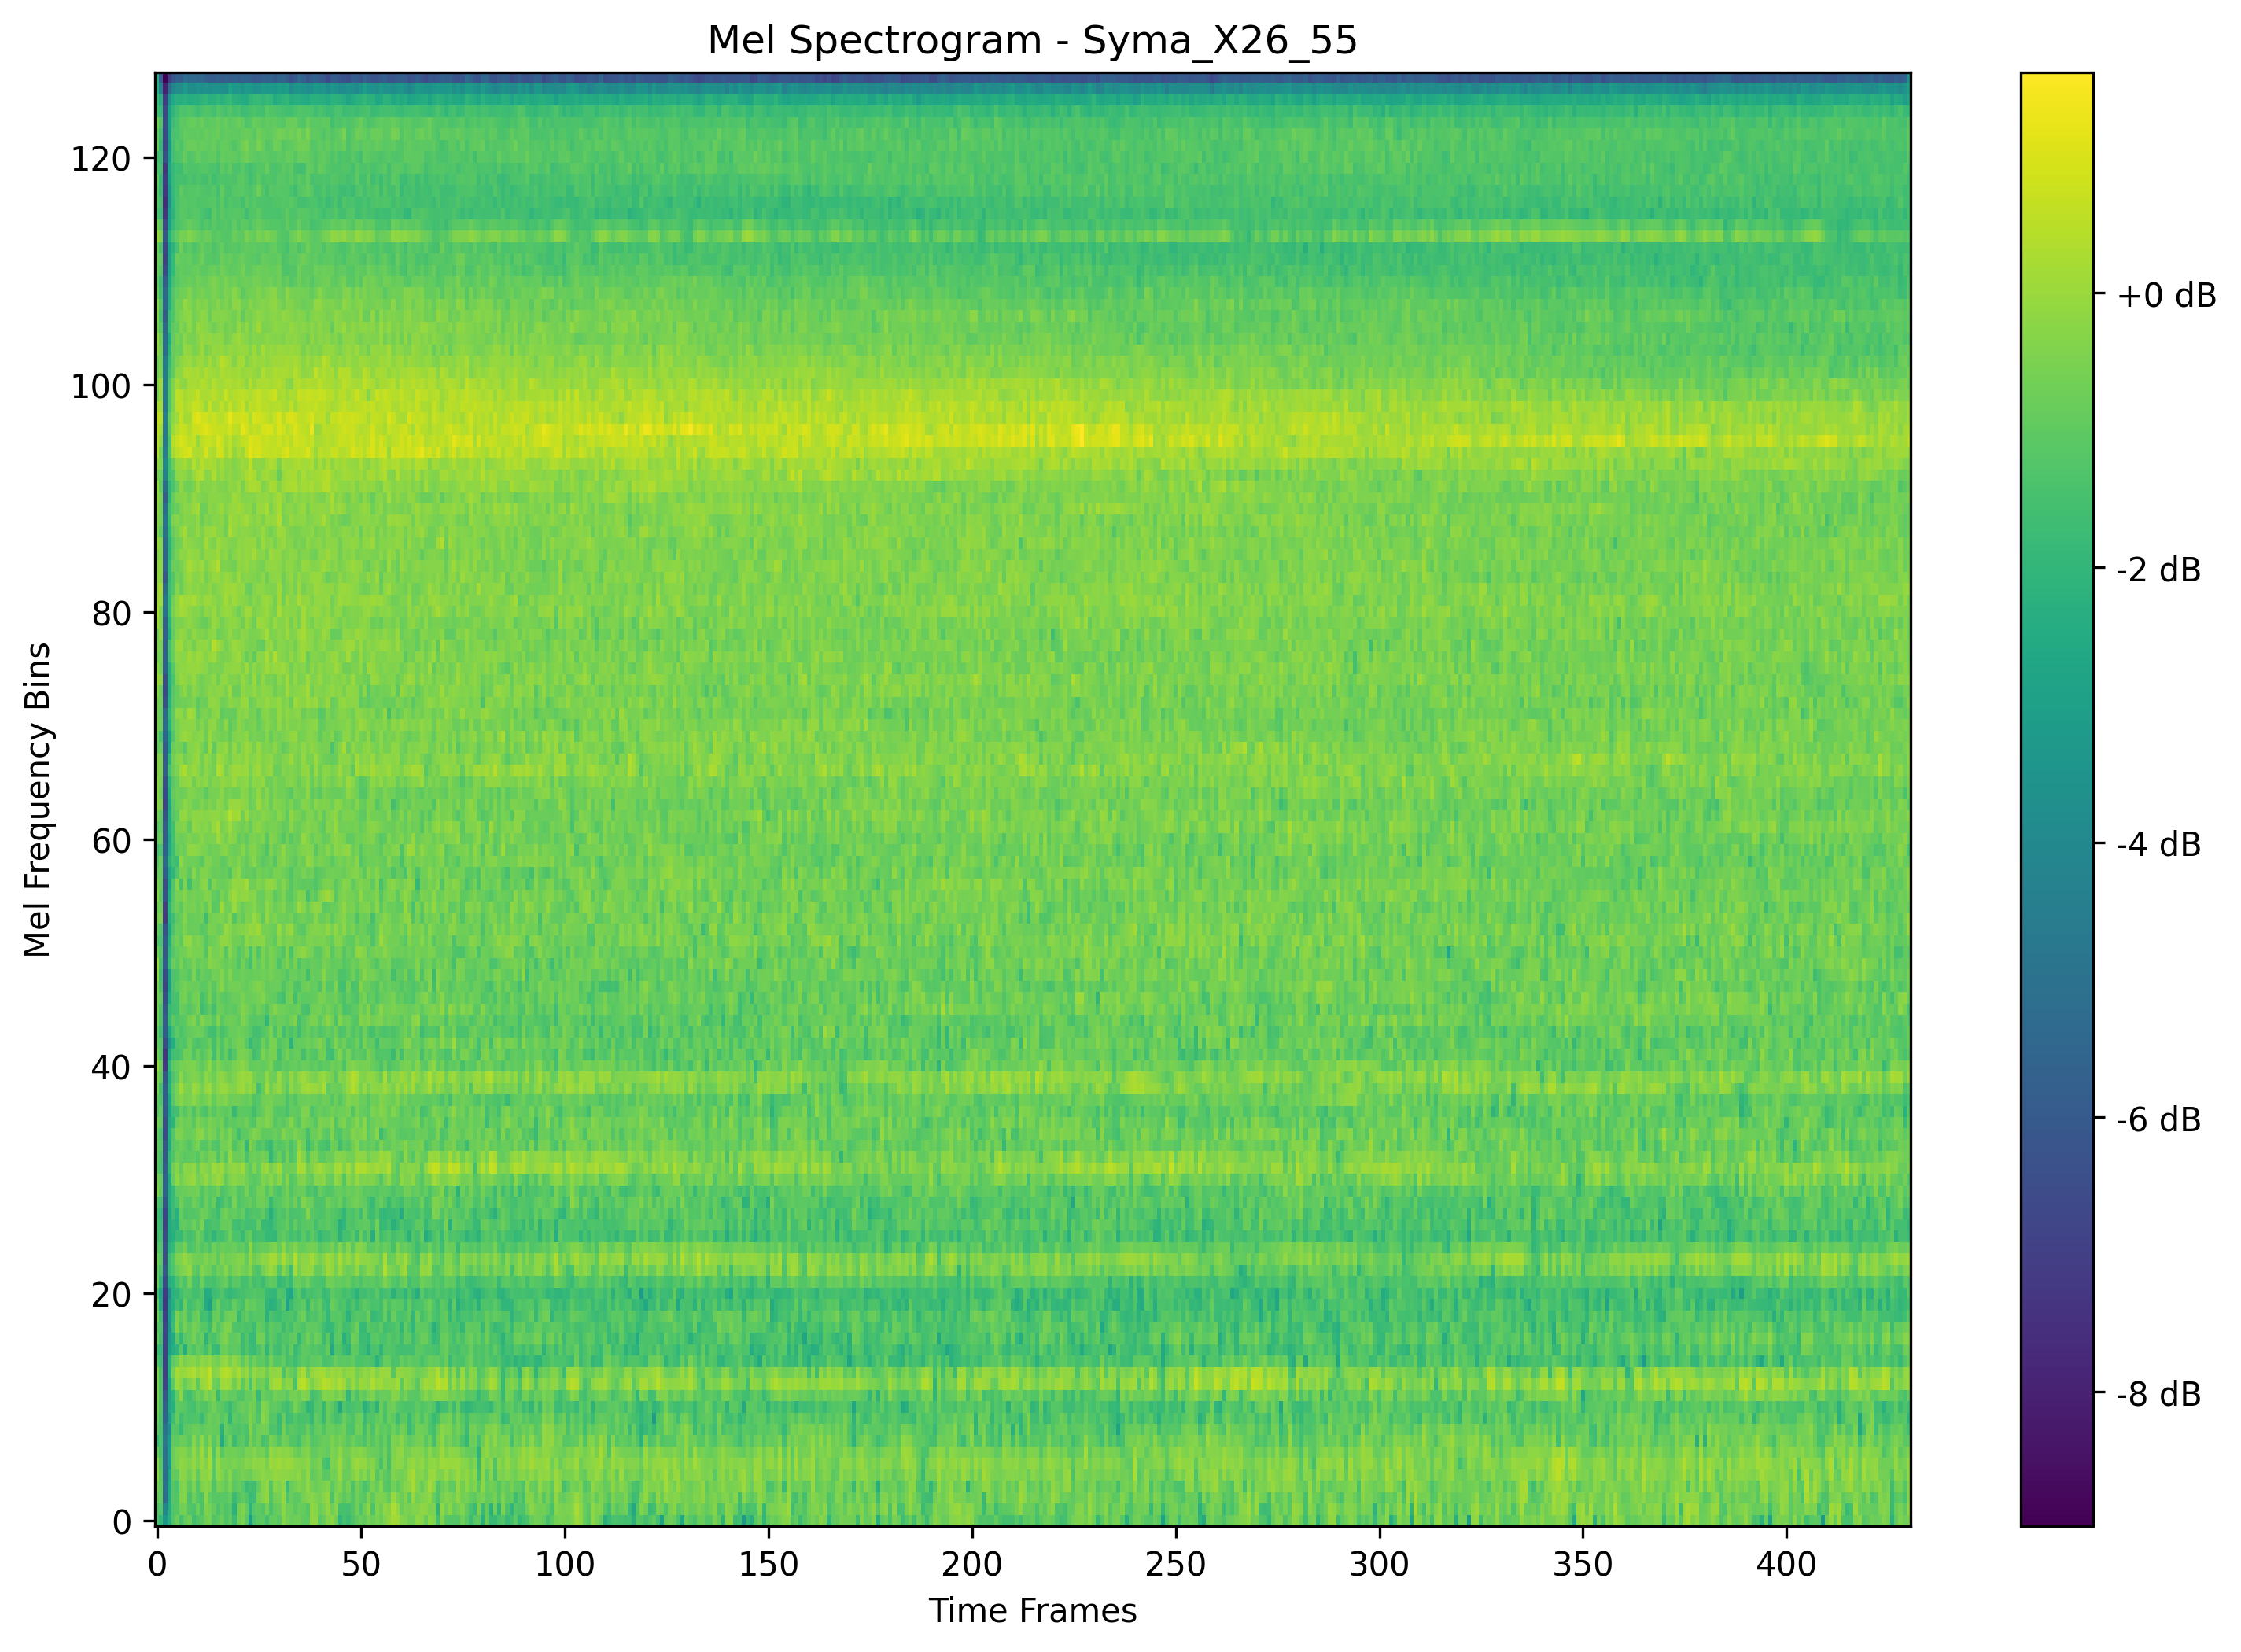 Mel Spectrogram - Syma_X26_55
Mel Frequency Bins
120
100
80
60
40
20
0
0 50 100 150 200 250 300 350 400
Time Frames
+0 dB
-2 dB
-4 dB
-6 dB
-8 dB